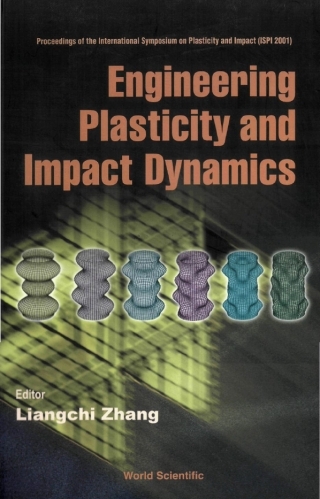 Proceedings of the International Symposium on Plasticity and Impact (ISPI 2001)
Engineering
Plasticity and
Impact Dynamics
Editor
Liangchi Zhang
World Scientific